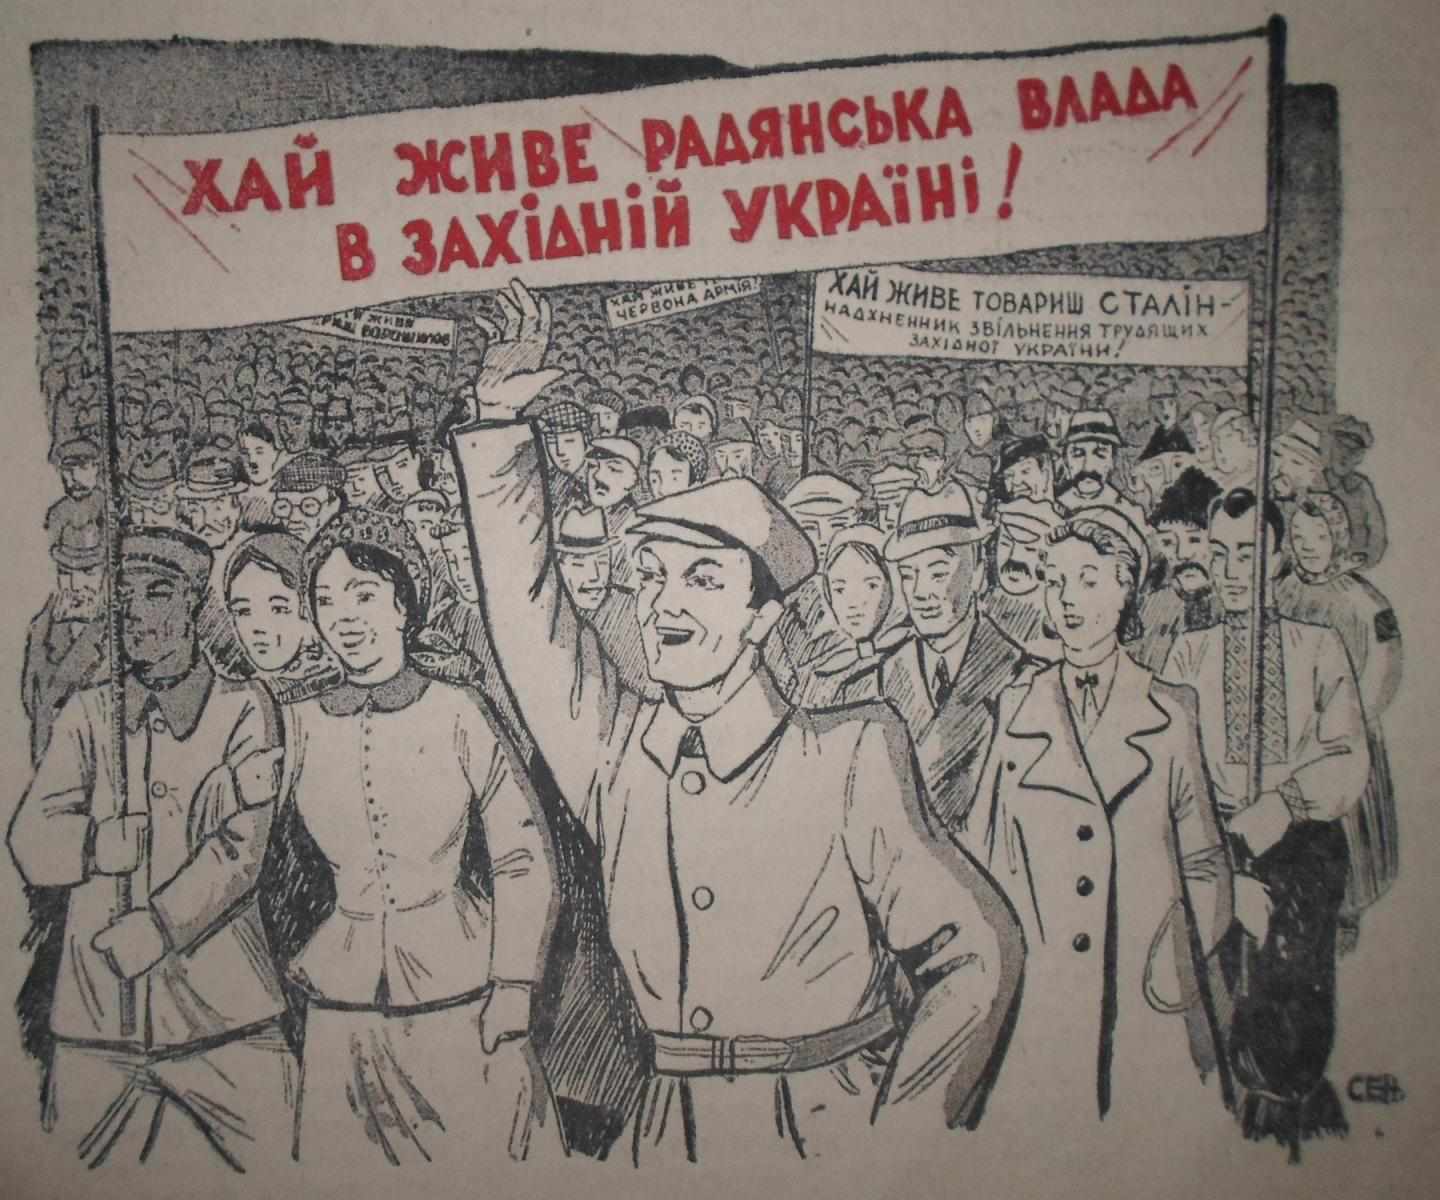 ХАЙ ЖИВЕ РАДЯНСЬКА ВЛАДА
В ЗАХІДНІЙ УКРАЇНІ!
ХАЙ ЖИВЕ
ЧЕРВОНА АРМІЯ!
ХАЙ ЖИВЕ ТОВАРИШ СТАЛІН-
НАДХНЕННИК ЗВІЛЬНЕННЯ ТРУДЯЩИХ
ЗАХІДНОЇ УКРАЇНИ!
ЖИВЕ